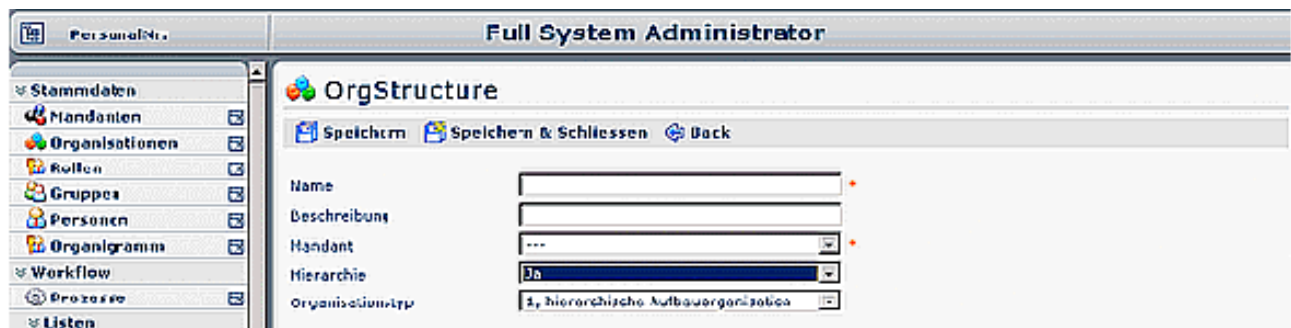 PersonalNr.
Full System Administrator
Stammdaten
Mandanten
Organisationen
Rollen
Gruppen
Personen
Organigramm
Workflow
Prozesse
Listen
OrgStructure
Speichern Speichern & Schliessen Back
Name *
Beschreibung
Mandant --- *
Hierarchie Ja
Organisationstyp 1, hierarchische Aufbauorganisation